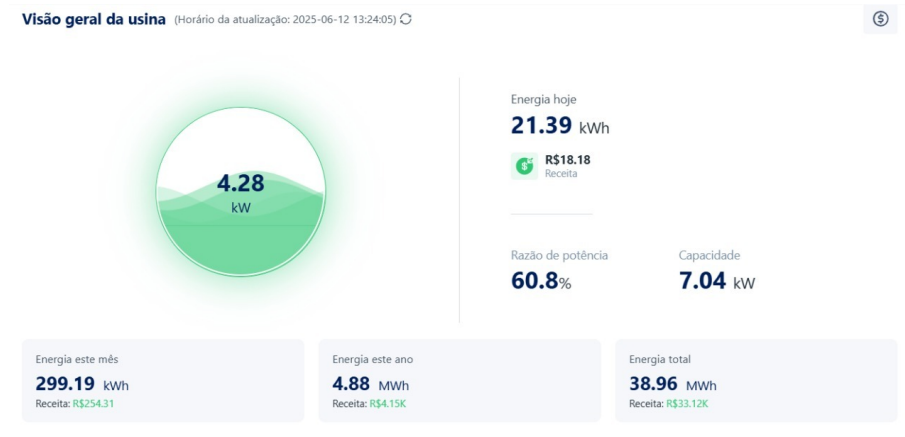 Visão geral da usina (Horário da atualização: 2025-06-12 13:24:05)
4.28
kW
Energia hoje
21.39 kWh
R$18.18
Receita
Razão de potência
60.8%
Capacidade
7.04 kW
Energia este mês
299.19 kWh
Receita: R$254.31
Energia este ano
4.88 MWh
Receita: R$4.15K
Energia total
38.96 MWh
Receita: R$33.12K